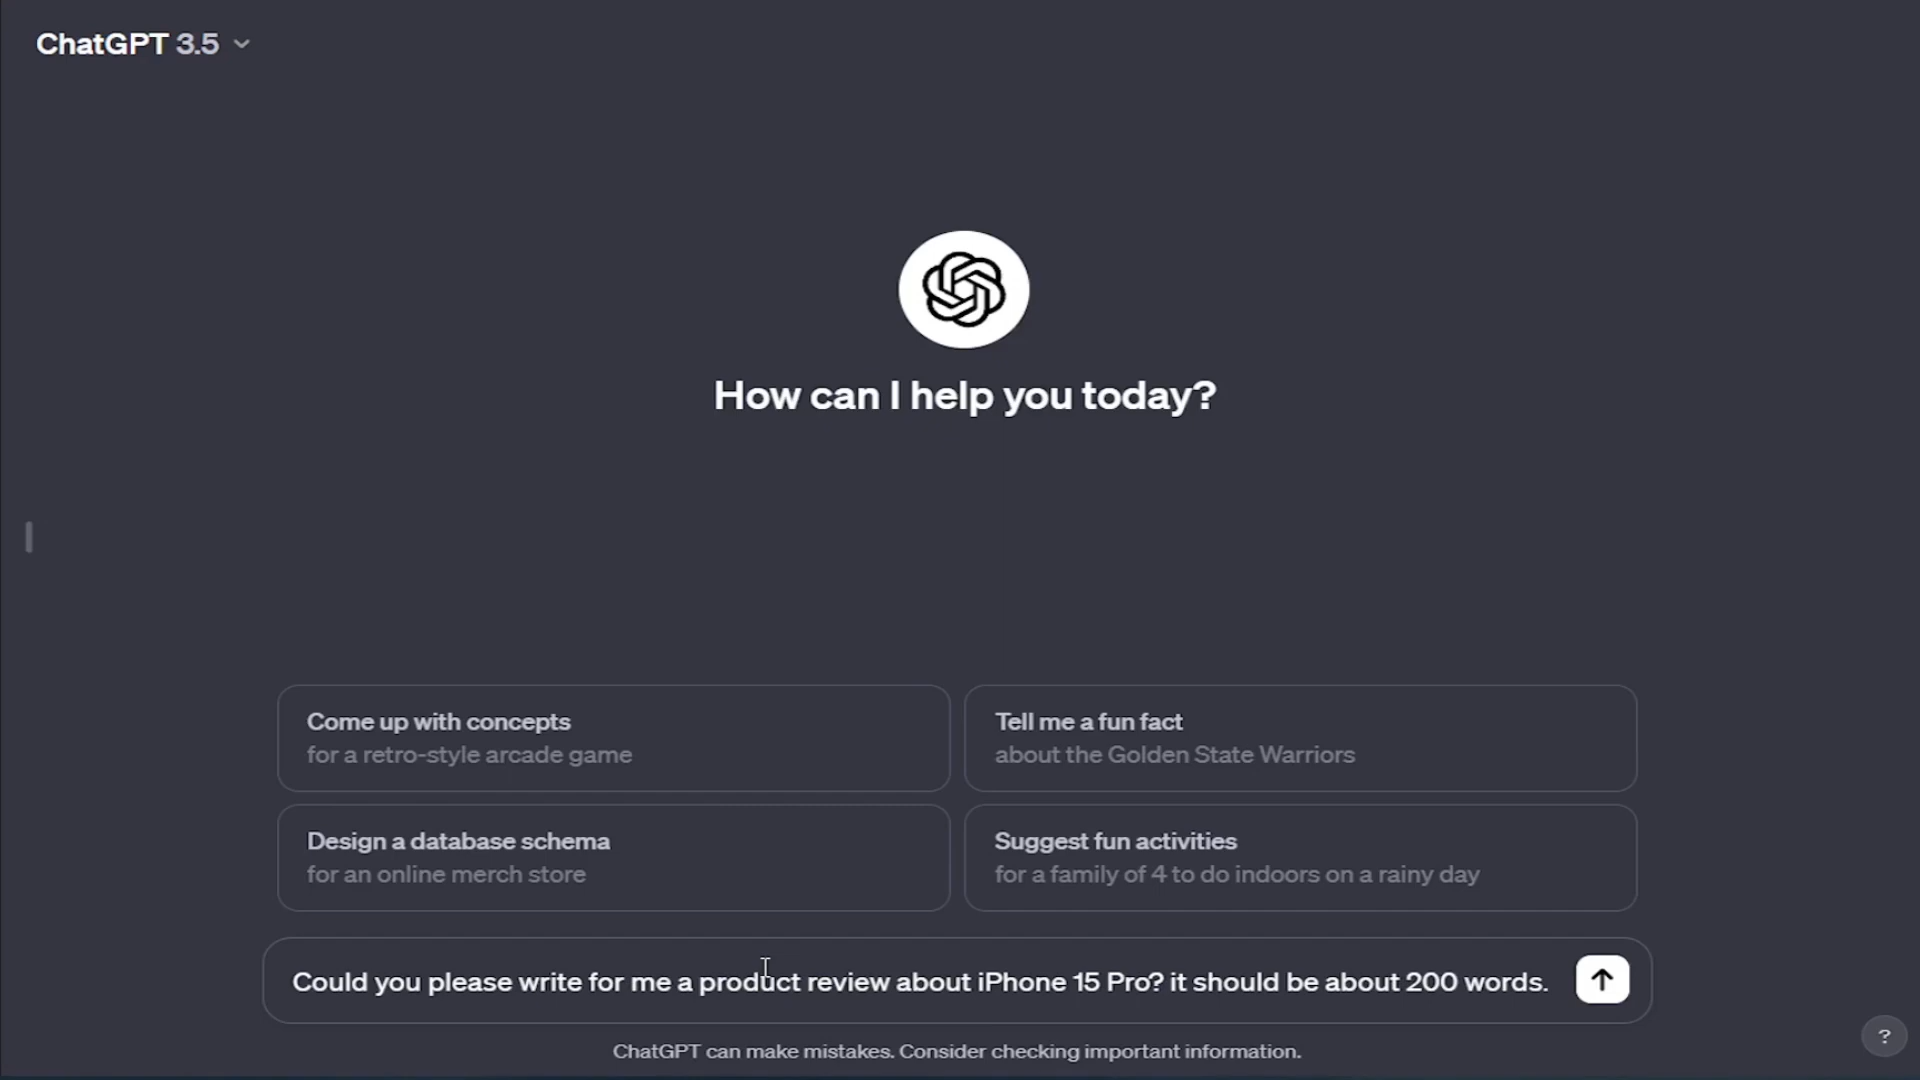 ChatGPT 3.5
How can I help you today?
Come up with concepts
for a retro-style arcade game
Tell me a fun fact
about the Golden State Warriors
Design a database schema
for an online merch store
Suggest fun activities
for a family of 4 to do indoors on a rainy day
Could you please write for me a product review about iPhone 15 Pro? it should be about 200 words.
ChatGPT can make mistakes. Consider checking important information.
?